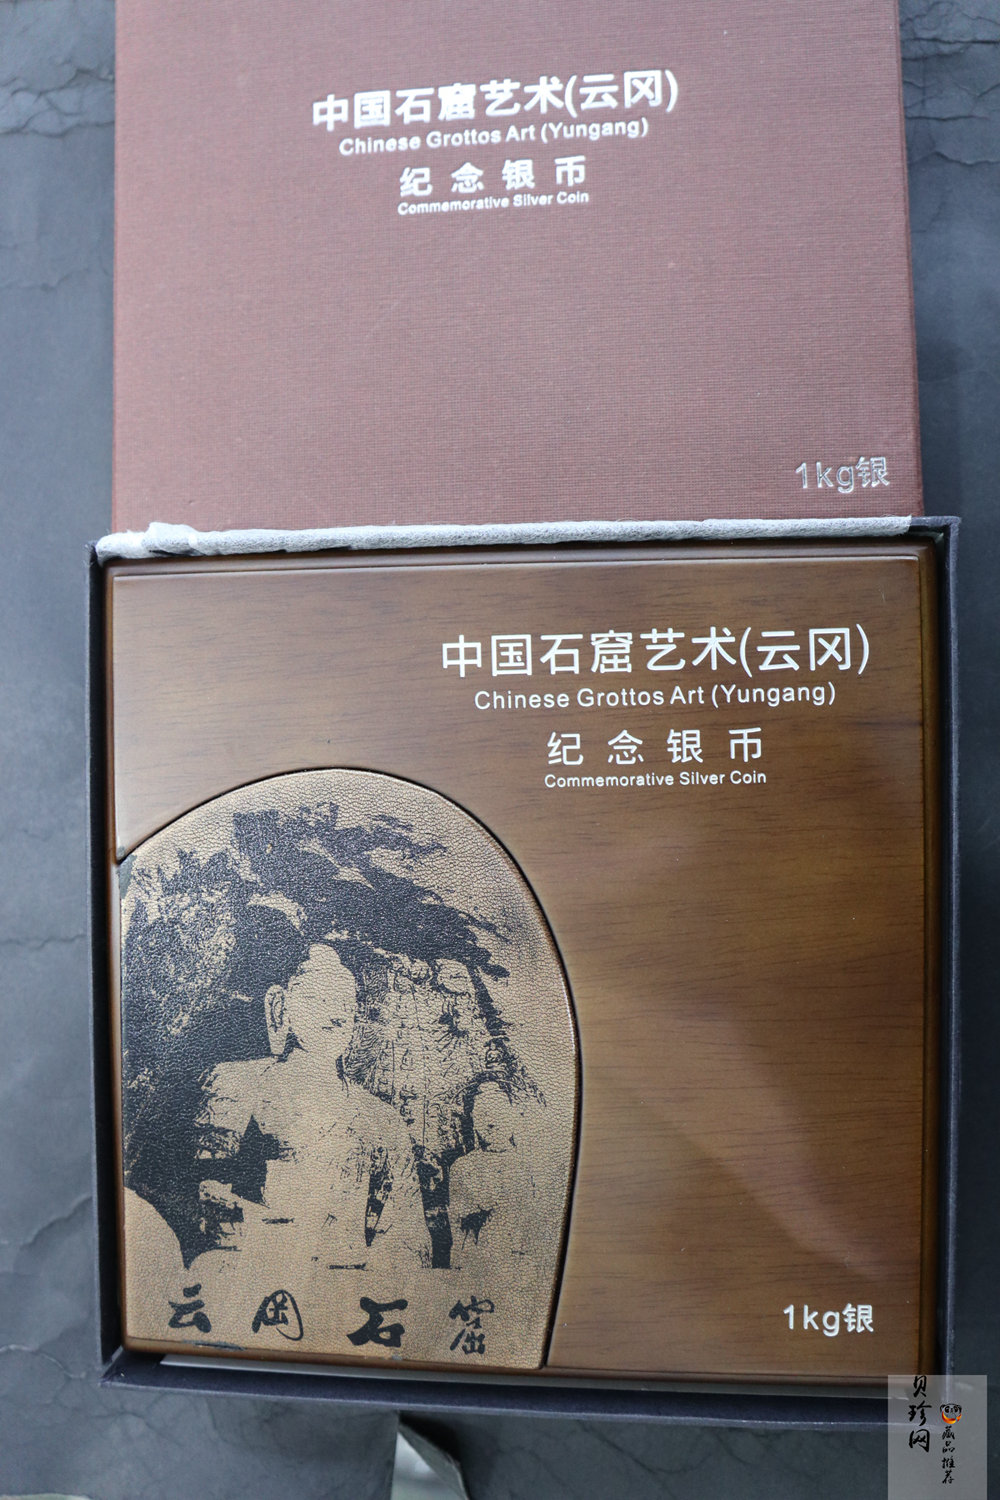 中国石窟艺术(云冈)
Chinese Grottos Art (Yungang)
纪念银币
Commemorative Silver Coin
1kg银
中国石窟艺术(云冈)
Chinese Grottos Art (Yungang)
纪念银币
Commemorative Silver Coin
云冈石窟
1kg银
贝珍网
藏品推荐